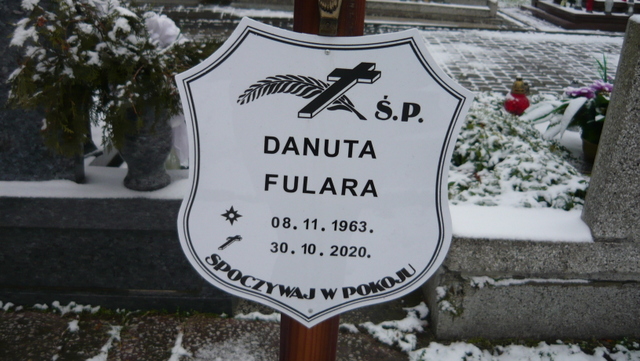 Ś.P.
DANUTA
FULARA
08.11.1963.
30.10.2020.
SPOCZYWAJ W POKOJU